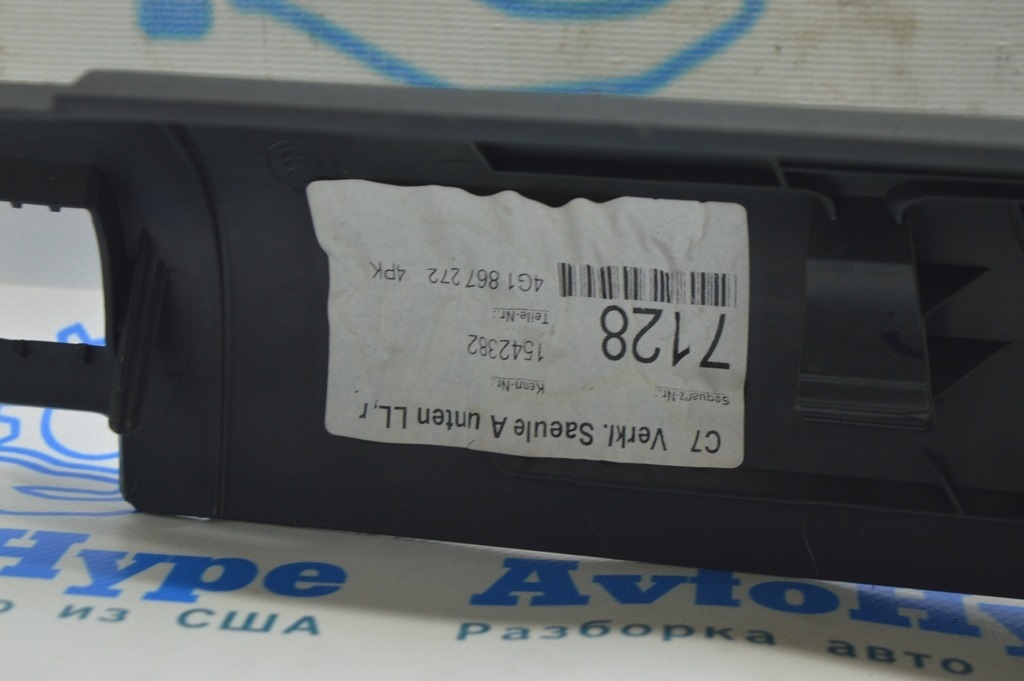 C7 Verkl. Saeule A unten LL,r
Sequenz-Nr.: Kenn-Nr.:
7128 1542382
Teile-Nr.:
4G1 867 272 4PK
Hype AvtoHy
о из США Разборка авто